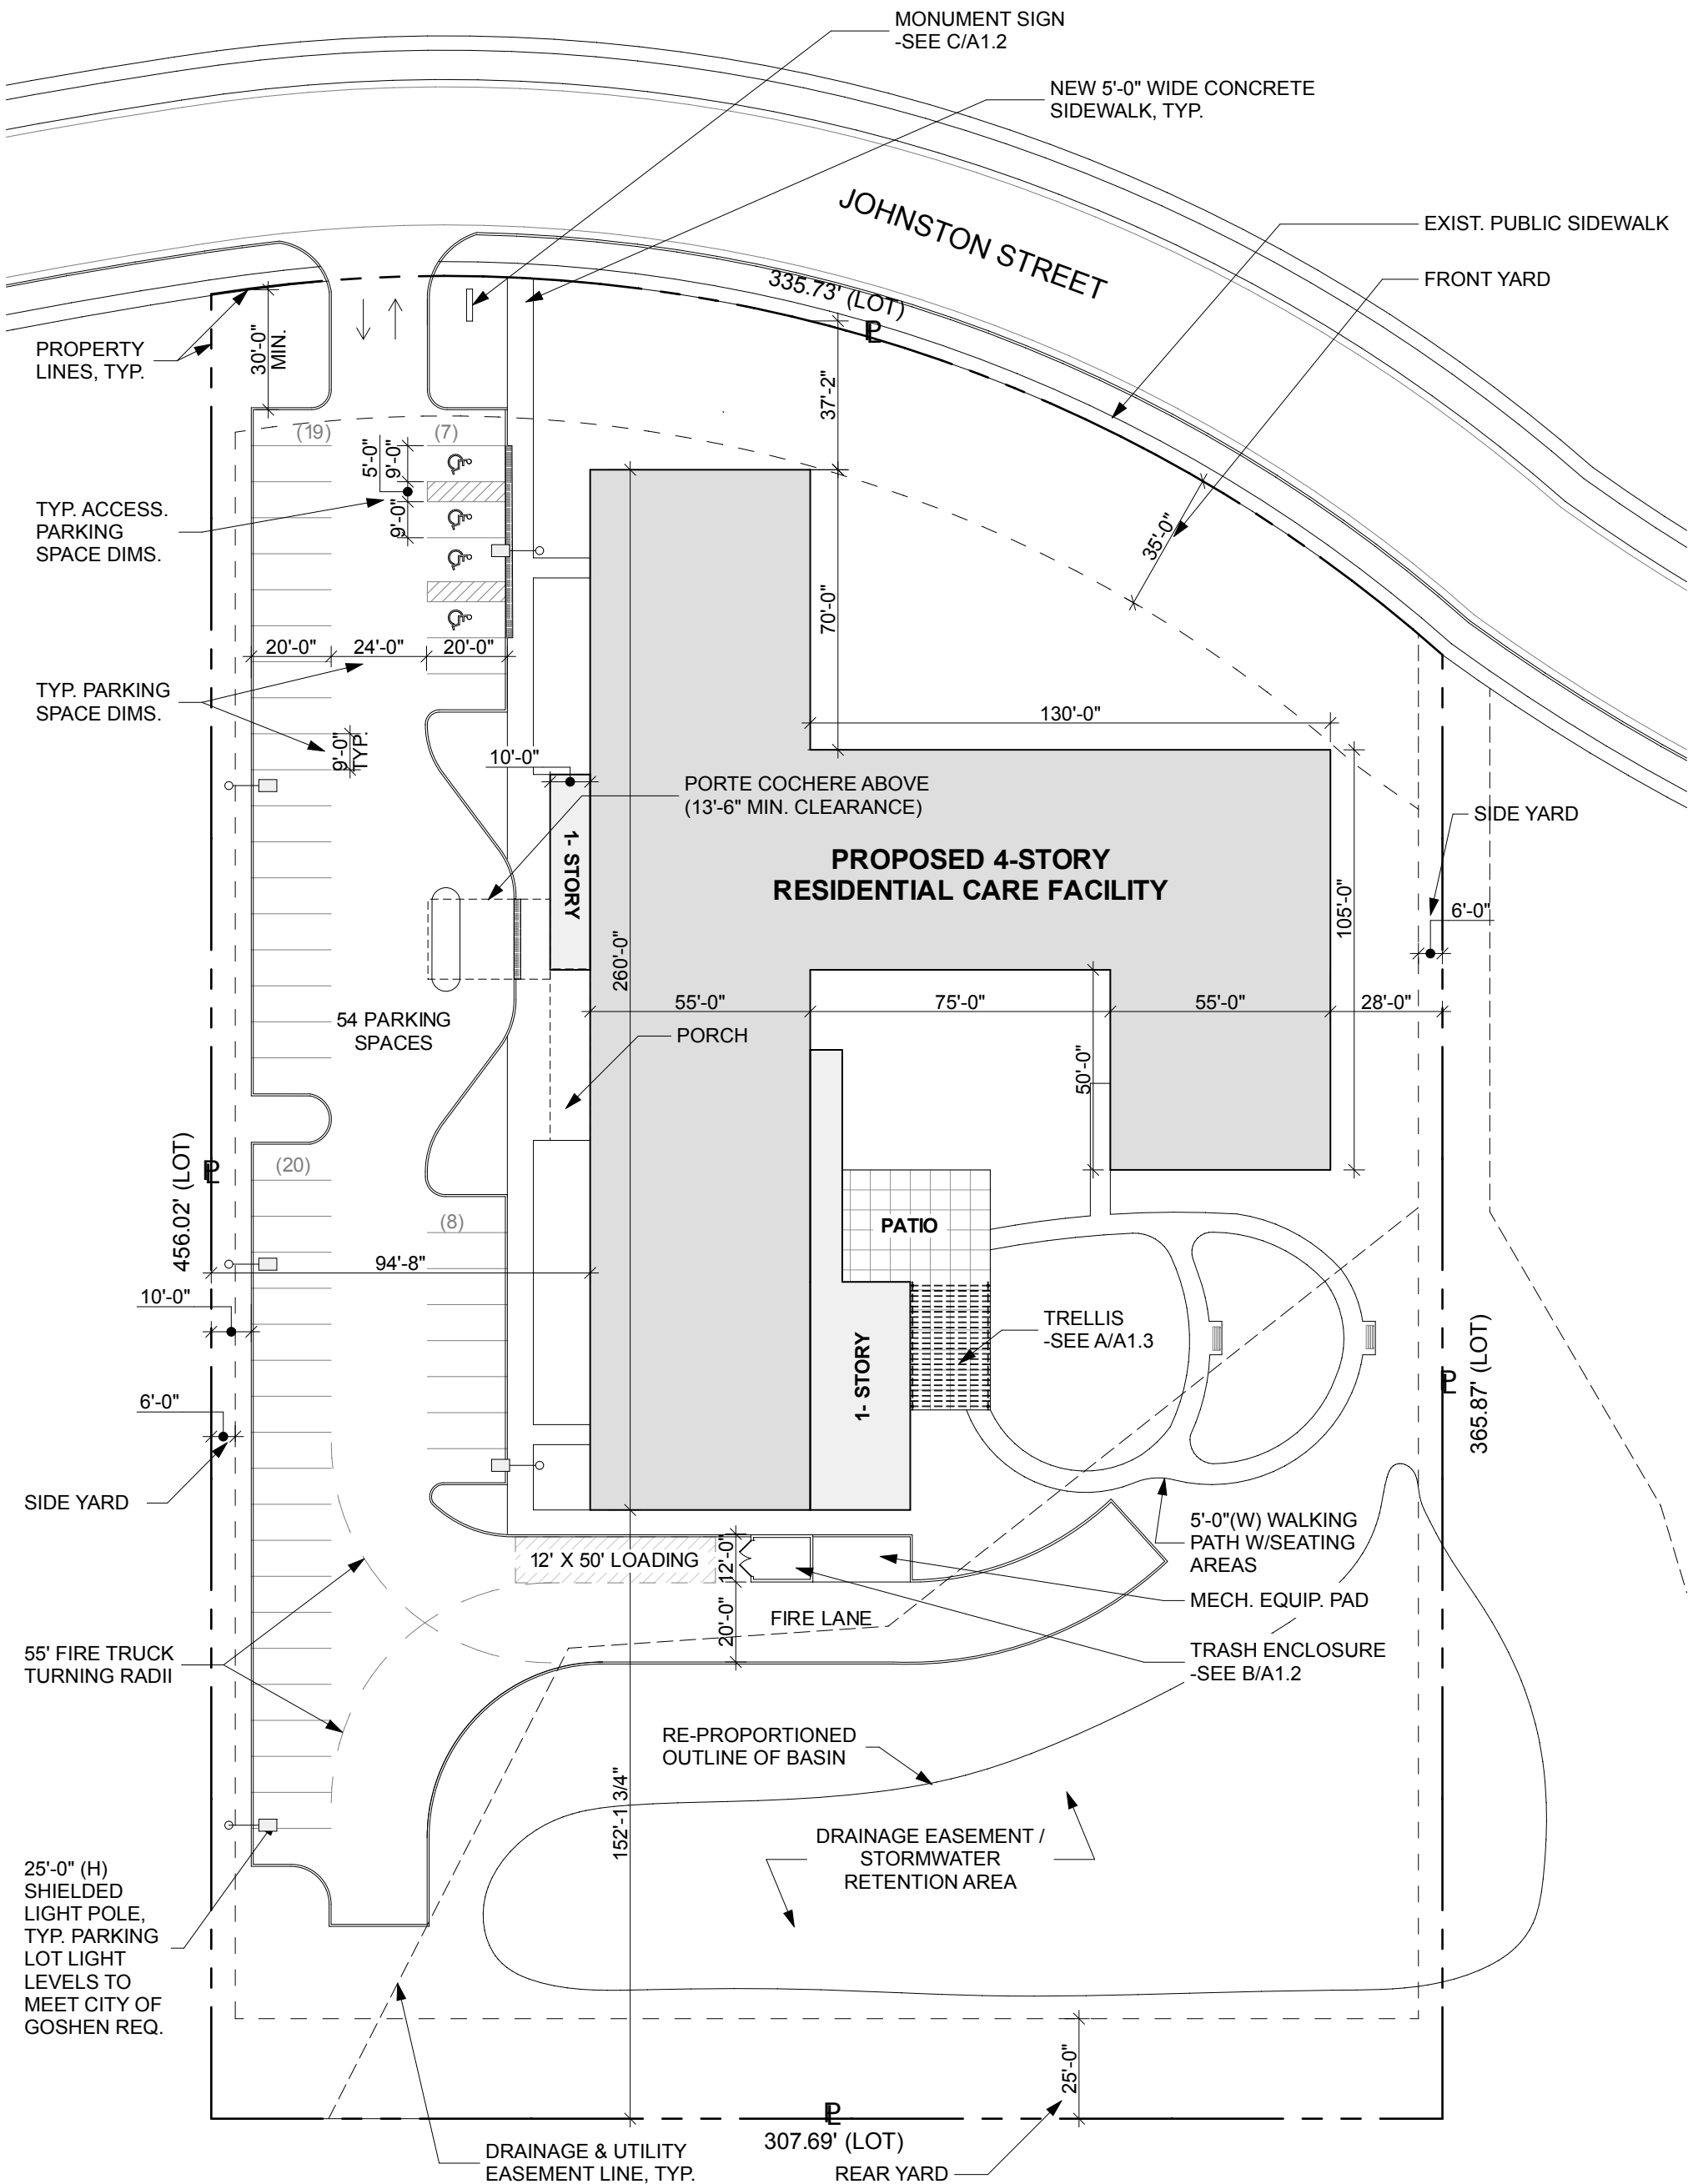 MONUMENT SIGN
-SEE C/A1.2
NEW 5'-0" WIDE CONCRETE
SIDEWALK, TYP.
JOHNSTON STREET
EXIST. PUBLIC SIDEWALK
FRONT YARD
335.73' (LOT)
PL
PROPERTY
LINES, TYP.
30'-0"
MIN.
37'-2"
(19)
(7)
5'-0"
9'-0"
9'-0"
TYP. ACCESS.
PARKING
SPACE DIMS.
35'-0"
70'-0"
20'-0"
24'-0"
20'-0"
TYP. PARKING
SPACE DIMS.
9'-0"
TYP.
130'-0"
10'-0"
PORTE COCHERE ABOVE
(13'-6" MIN. CLEARANCE)
SIDE YARD
1- STORY
PROPOSED 4-STORY
RESIDENTIAL CARE FACILITY
105'-0"
6'-0"
260'-0"
55'-0"
75'-0"
55'-0"
28'-0"
54 PARKING
SPACES
PORCH
50'-0"
456.02' (LOT)
PL
(20)
(8)
PATIO
94'-8"
10'-0"
TRELLIS
-SEE A/A1.3
1- STORY
PL
365.87' (LOT)
6'-0"
SIDE YARD
5'-0"(W) WALKING
PATH W/SEATING
AREAS
12' X 50' LOADING
12'-0"
MECH. EQUIP. PAD
FIRE LANE
20'-0"
55' FIRE TRUCK
TURNING RADII
TRASH ENCLOSURE
-SEE B/A1.2
RE-PROPORTIONED
OUTLINE OF BASIN
152'-1 3/4"
DRAINAGE EASEMENT /
STORMWATER
RETENTION AREA
25'-0" (H)
SHIELDED
LIGHT POLE,
TYP. PARKING
LOT LIGHT
LEVELS TO
MEET CITY OF
GOSHEN REQ.
25'-0"
PL
307.69' (LOT)
DRAINAGE & UTILITY
EASEMENT LINE, TYP.
REAR YARD